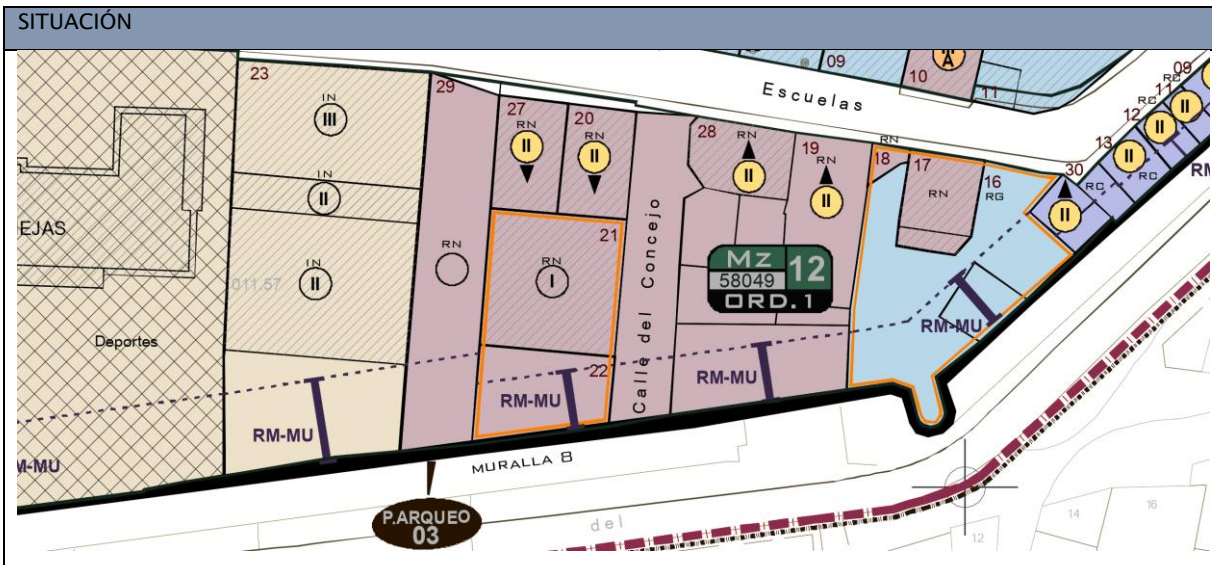 SITUACIÓN
23
IN
III
IN
II
IN
II
011.57
EJAS
Deportes
RM-MU
M-MU
29
RN
27
RN
II
20
RN
II
21
RN
I
22
RM-MU
Calle del Concejo
28
RN
II
19
RN
II
Mz
58049
12
ORD.1
RM-MU
Escuelas
09
10
A
11
RN
18
17
RN
16
RG
RM-MU
30
II
RC
13
II
RC
12
RC
II
11
RC
II
09
RM
MURALLA 8
P.ARQUEO
03
del
12
14
16